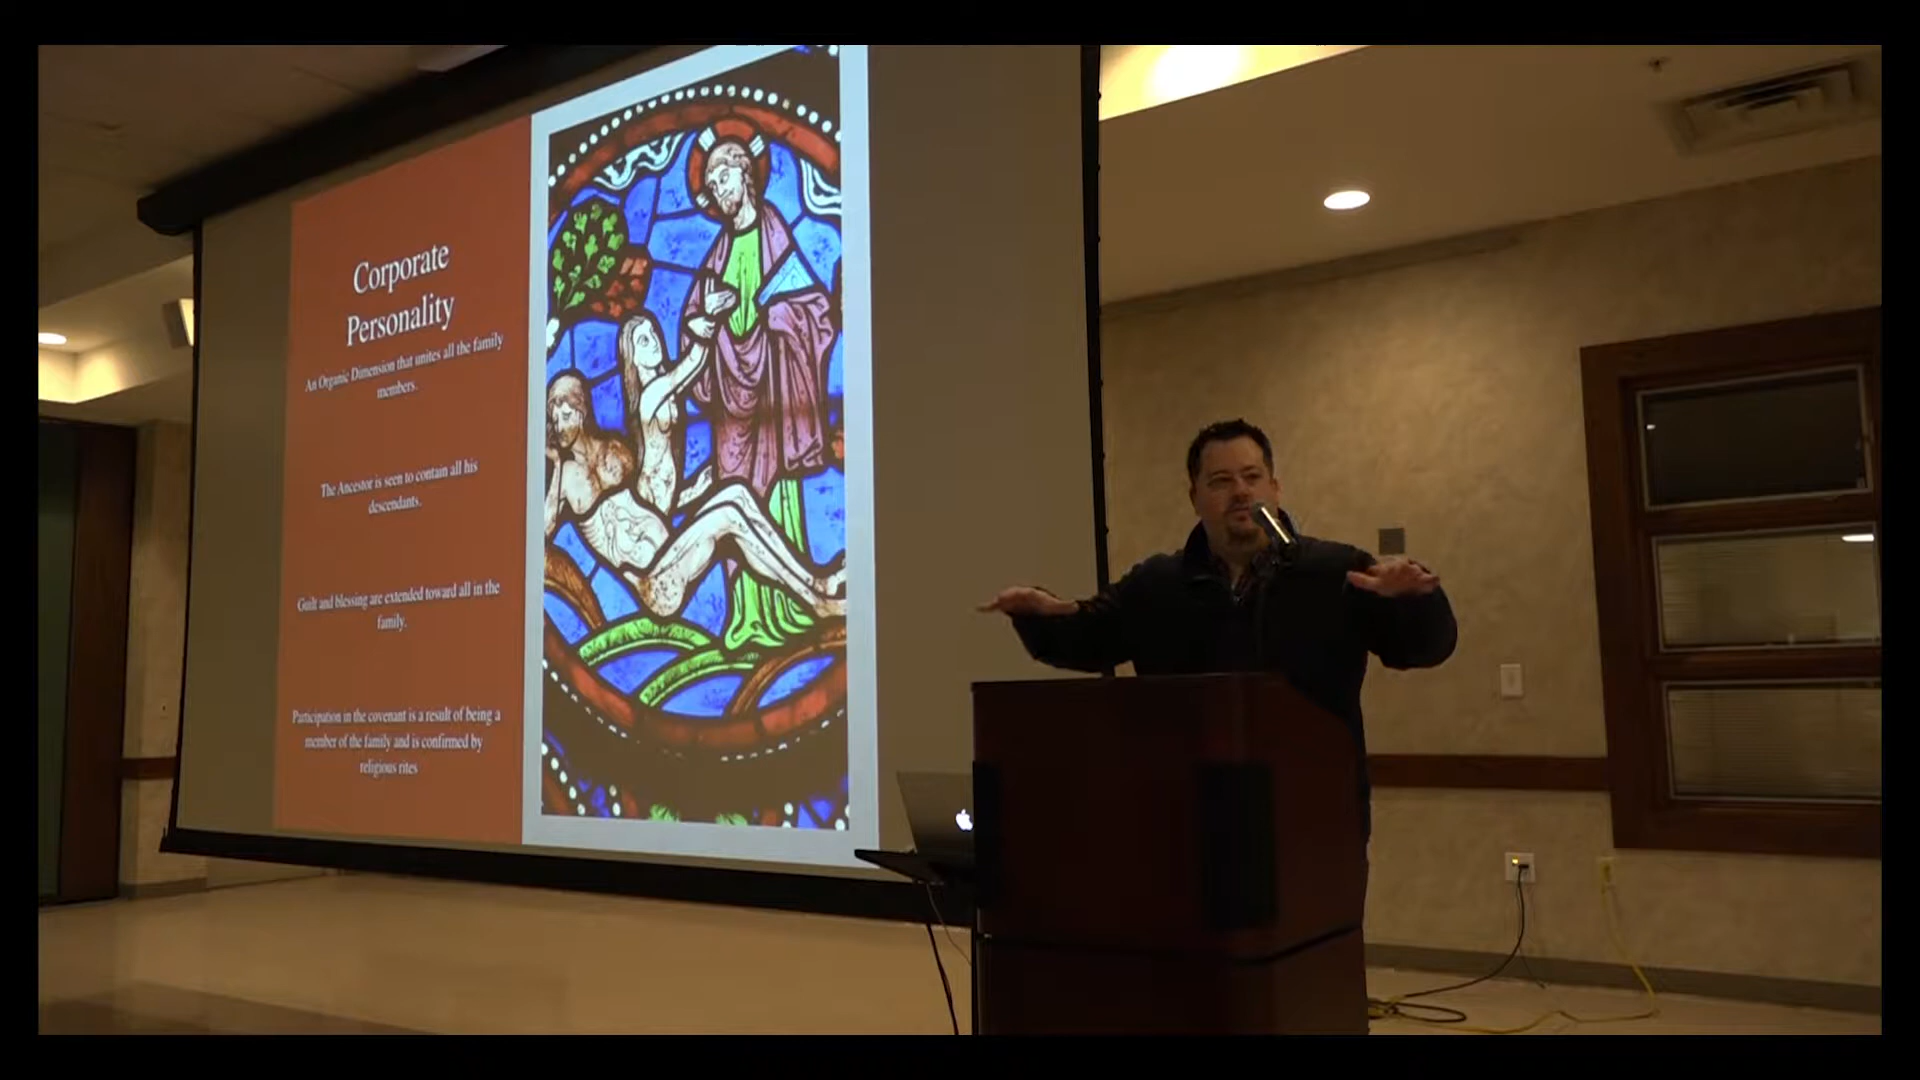 Corporate
Personality
An Organic Dimension that unites all the family
members.
The Ancestor is seen to contain all his
descendants.
Guilt and blessing are extended toward all in the
family.
Participation in the covenant is a result of being a
member of the family and is confirmed by
religious rites